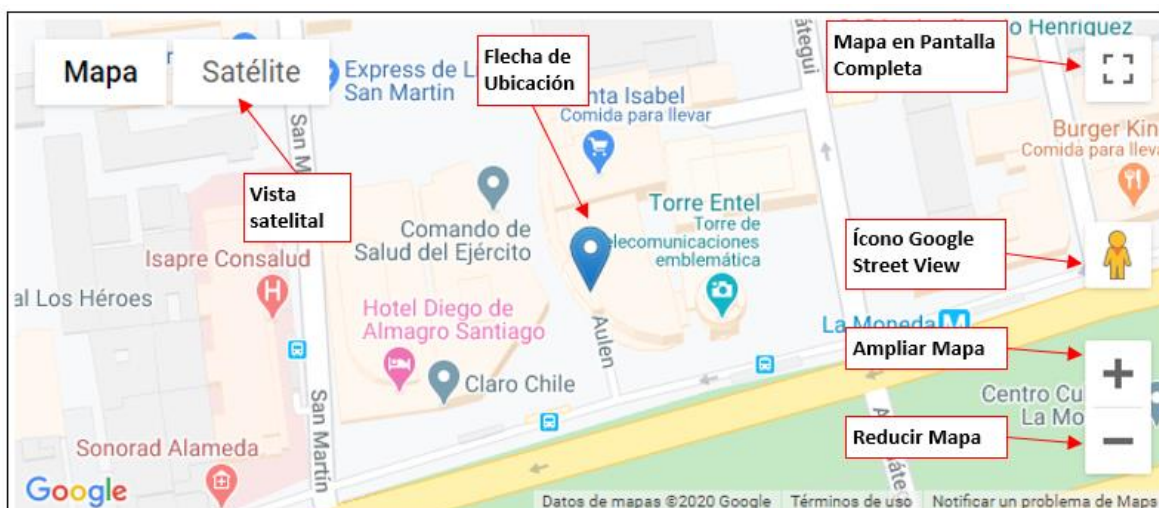 Mapa
Satélite
Flecha de
Ubicación
Mapa en Pantalla
Completa
Henriquez
átegui
Express de L
San Martin
San M
nta Isabel
Comida para llevar
Burger Kin
Comida para lleva
Vista
satelital
Comando de
Salud del Ejército
Torre Entel
Torre de
elecomunicaciones
emblemática
Ícono Google
Street View
Isapre Consalud
al Los Héroes
Hotel Diego de
Almagro Santiago
Aulen
La Moneda
Ampliar Mapa
Claro Chile
San Martín
Centro Cu
La Mo
Reducir Mapa
Sonorad Alameda
Google
Datos de mapas ©2020 Google
Términos de uso
Notificar un problema de Maps